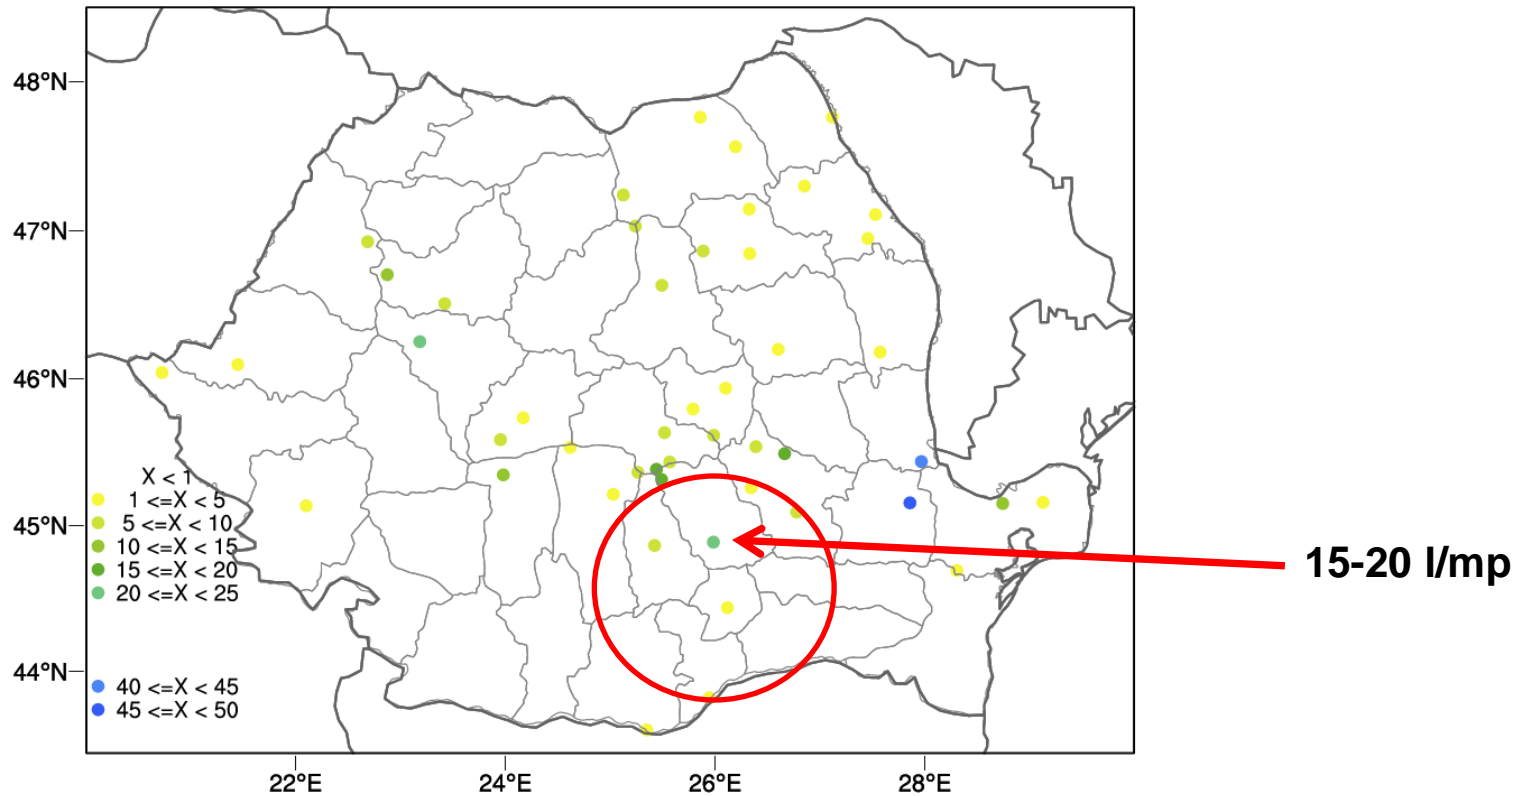 48°N
47°N
46°N
45°N
44°N
X < 1
1 <=X < 5
5 <=X < 10
10 <=X < 15
15 <=X < 20
20 <=X < 25
40 <=X < 45
45 <=X < 50
15-20 l/mp
22°E 24°E 26°E 28°E